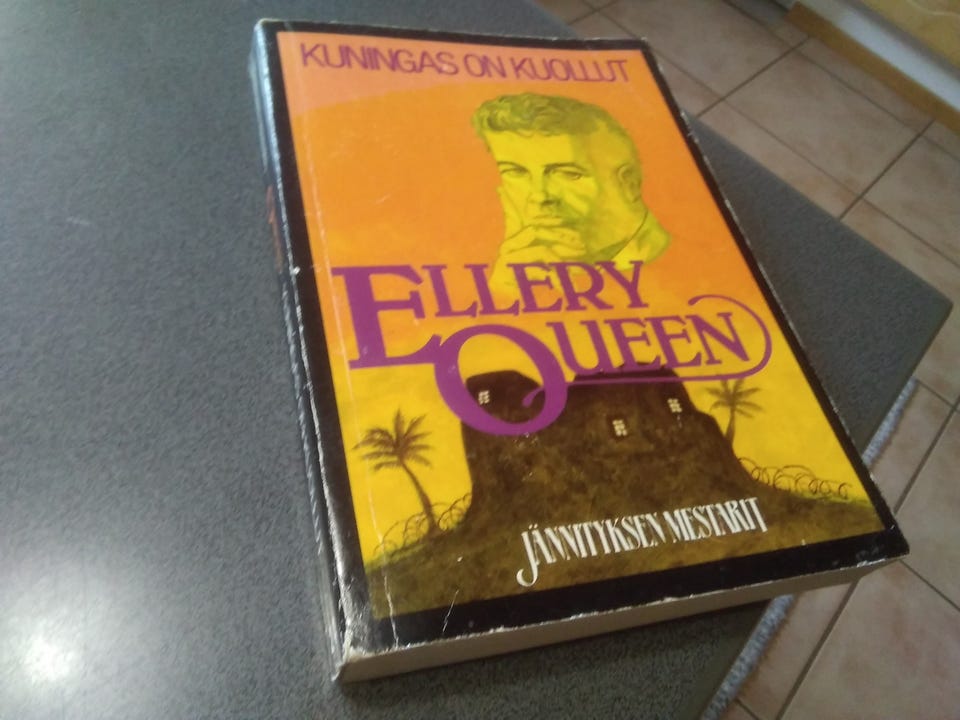 KUNINGAS ON KUOLLUT
ELLERY
QUEEN
JÄNNITYKSEN MESTARIT